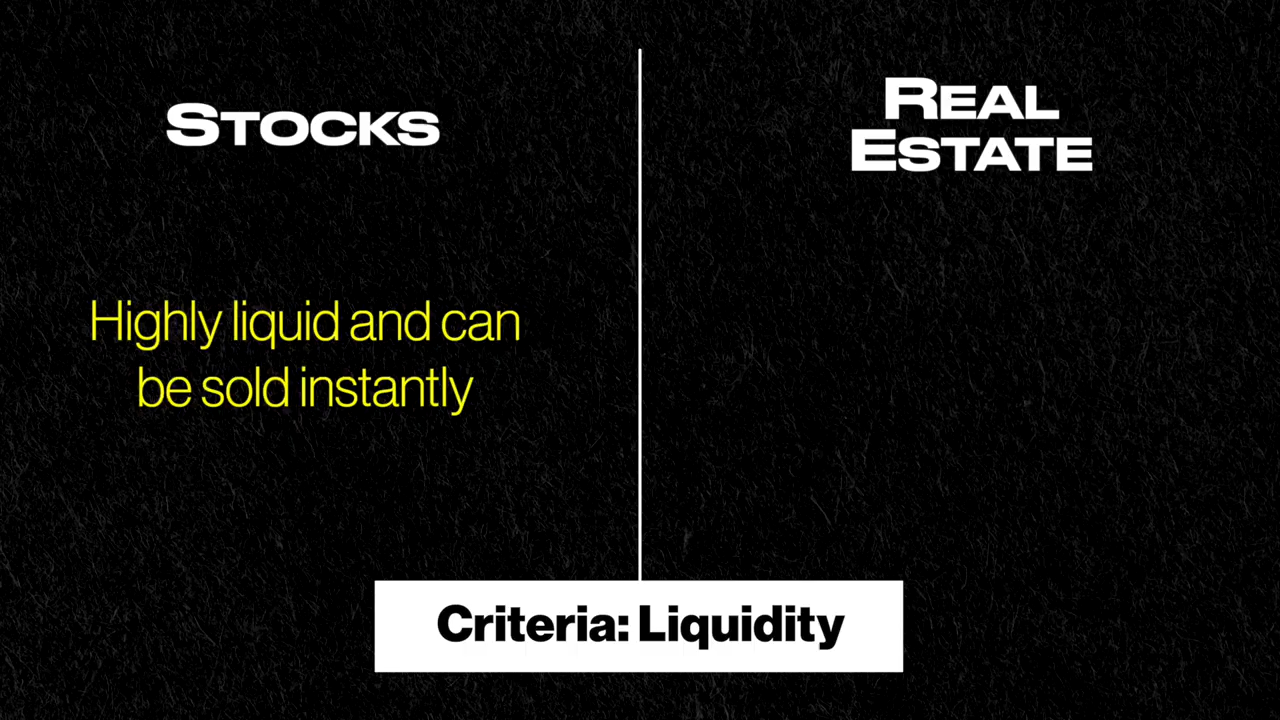 Stocks
Real
Estate
Highly liquid and can
be sold instantly
Criteria: Liquidity